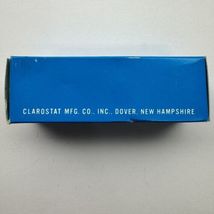 CLAROSTAT MFG. CO., INC., DOVER, NEW HAMPSHIRE